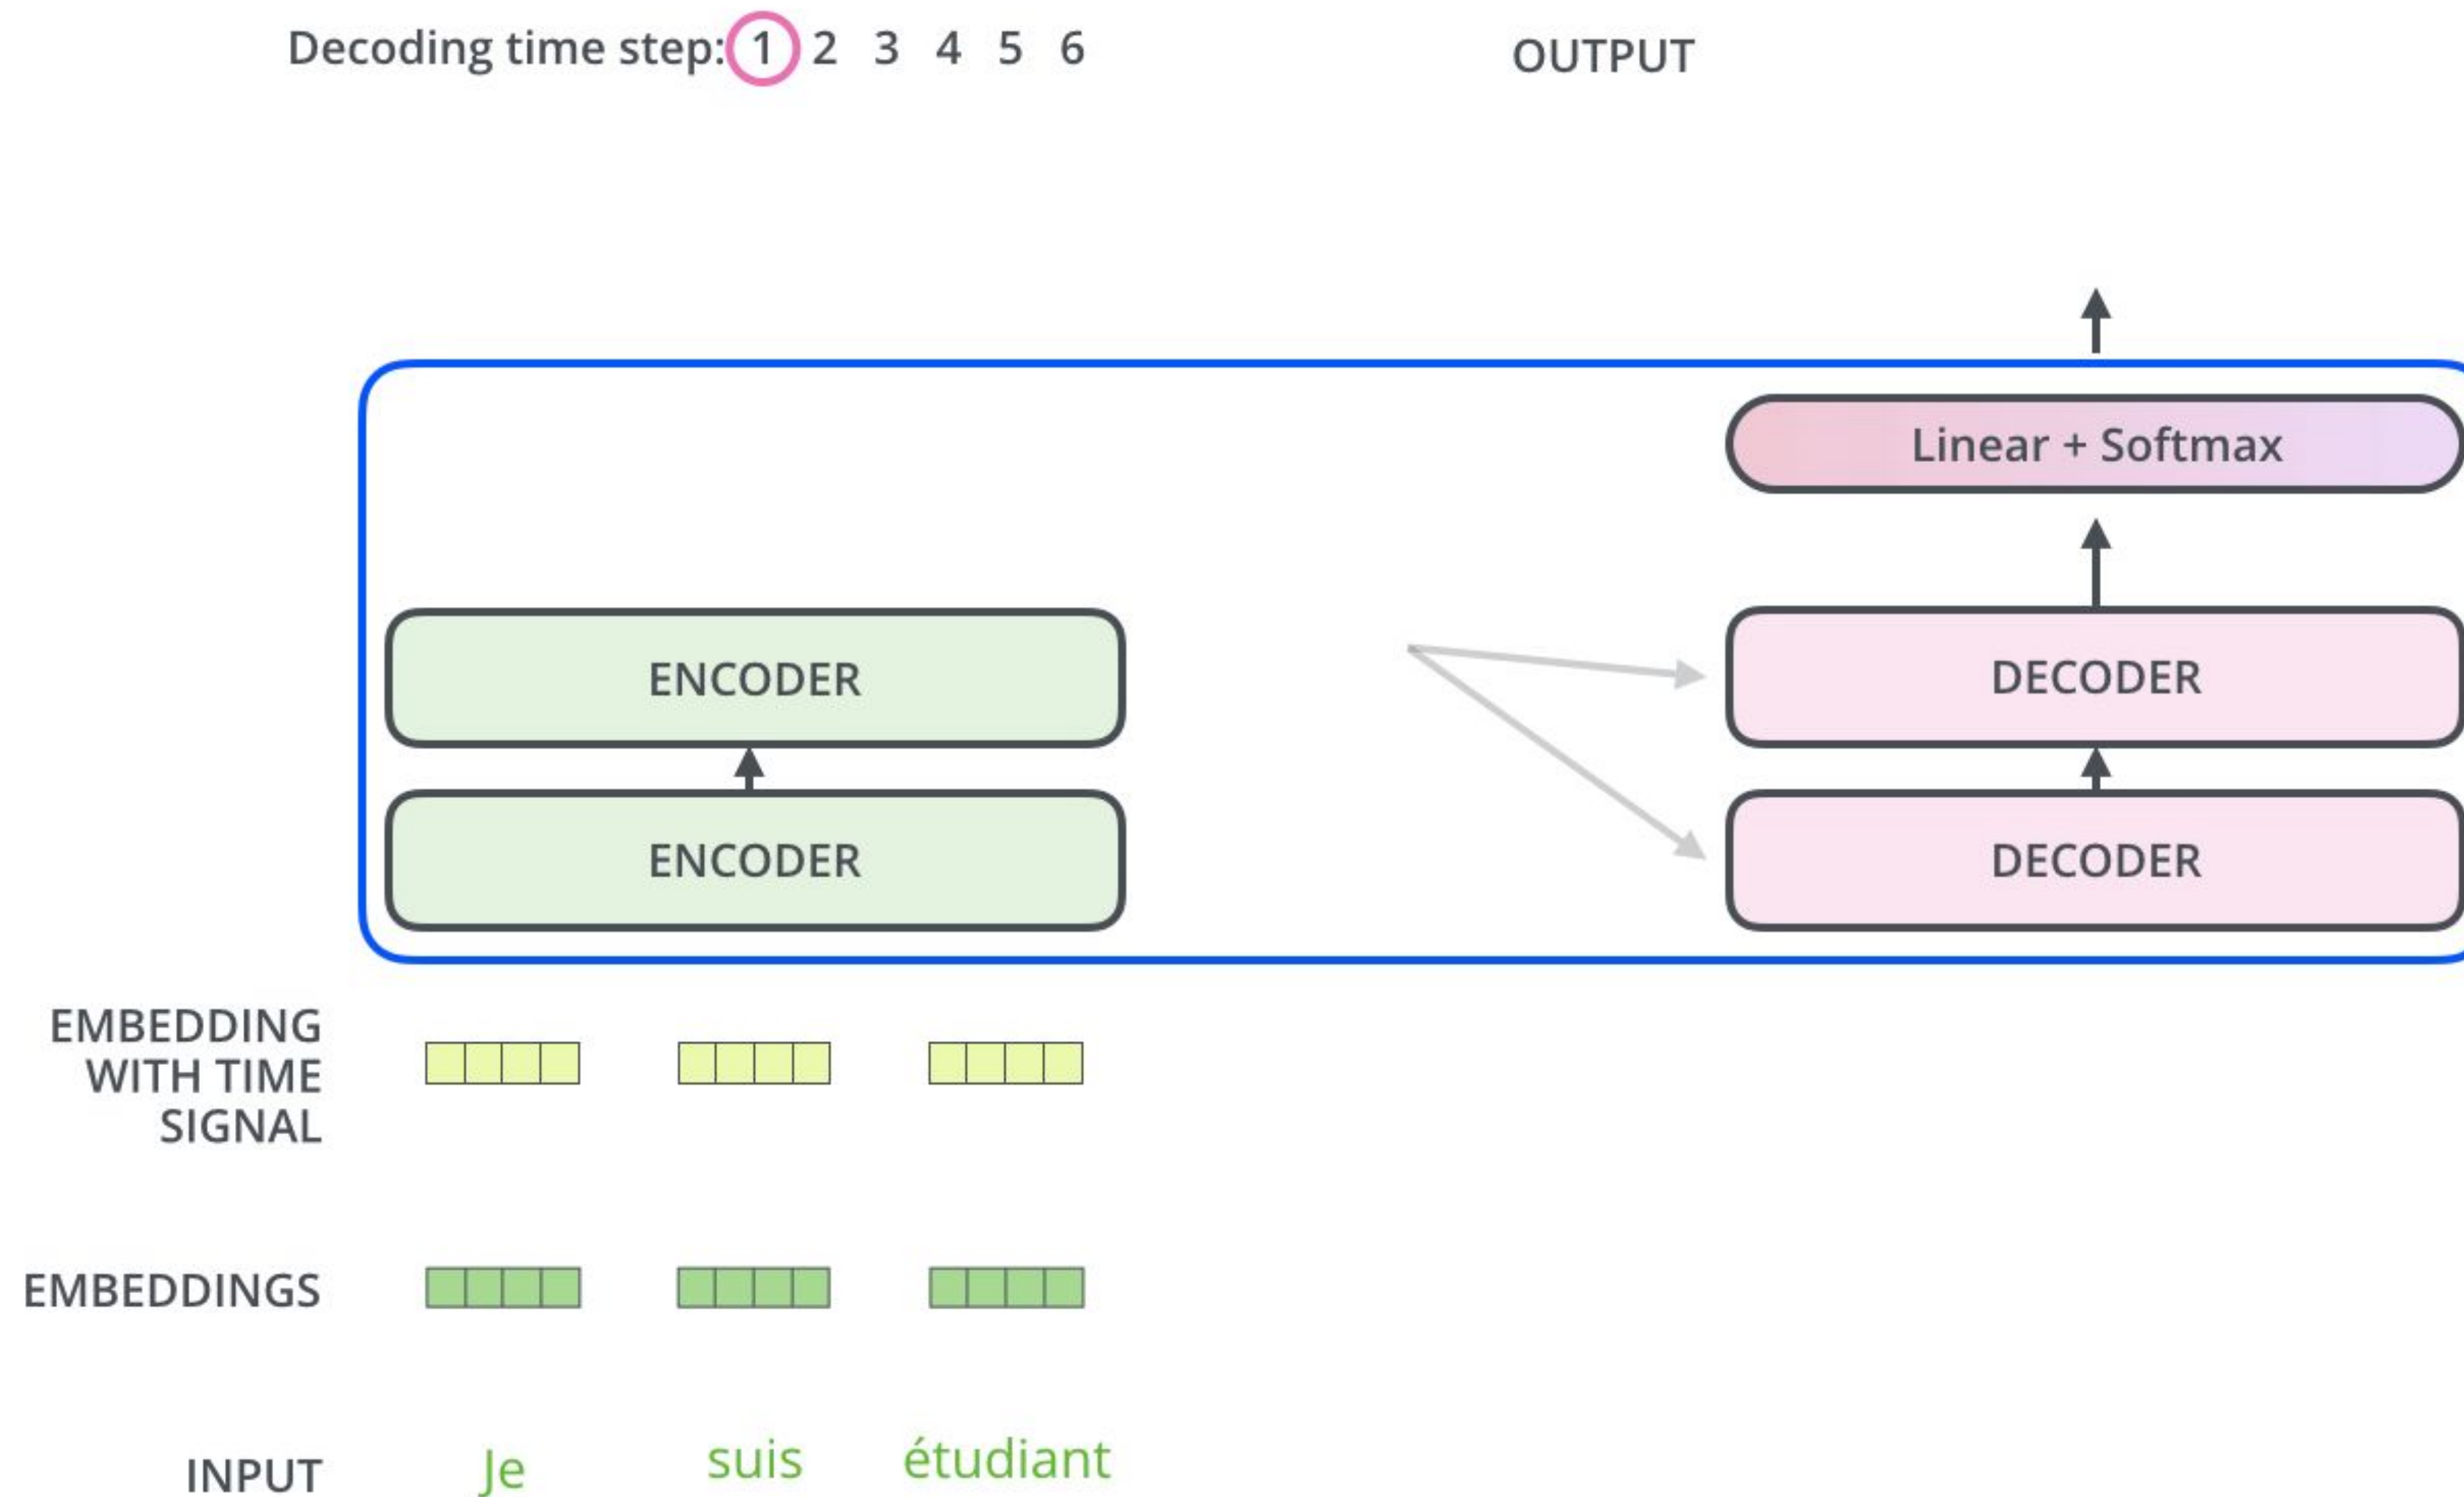 Decoding time step: 1 2 3 4 5 6
OUTPUT
Linear + Softmax
ENCODER
DECODER
ENCODER
DECODER
EMBEDDING
WITH TIME
SIGNAL
EMBEDDINGS
INPUT Je suis étudiant